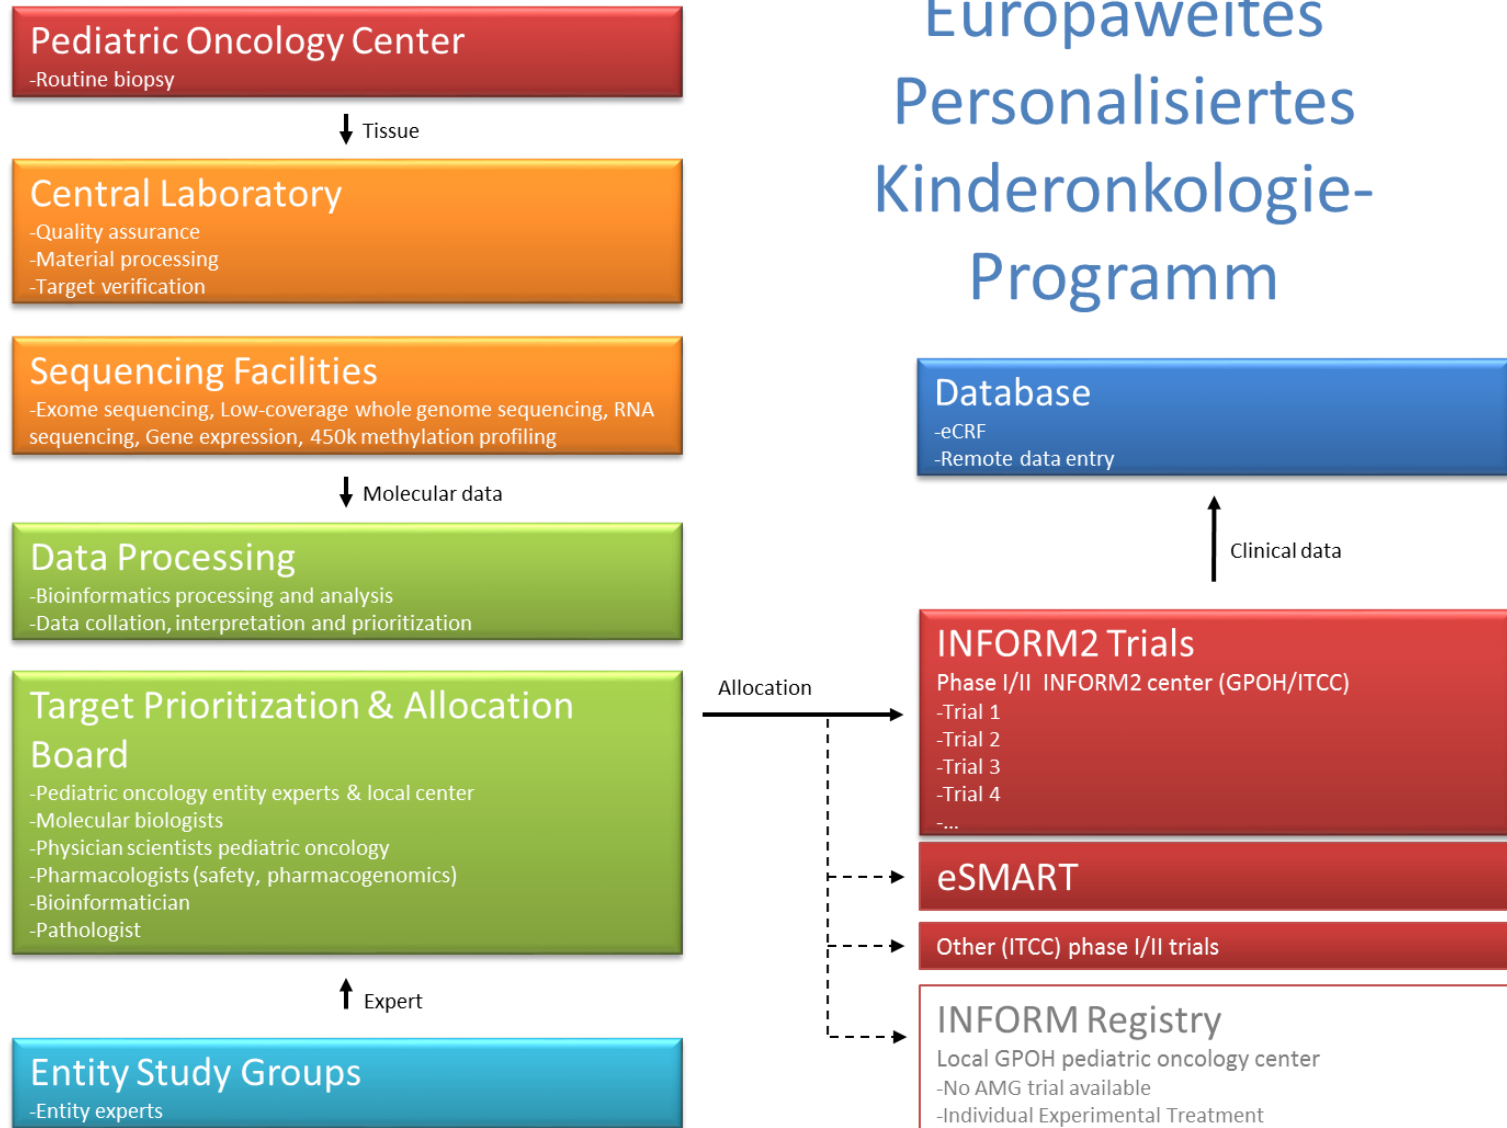 Europaweites
Personalisiertes
Kinderonkologie-
Programm
Pediatric Oncology Center
-Routine biopsy
Tissue
Central Laboratory
-Quality assurance
-Material processing
-Target verification
Sequencing Facilities
-Exome sequencing, Low-coverage whole genome sequencing, RNA
sequencing, Gene expression, 450k methylation profiling
Molecular data
Data Processing
-Bioinformatics processing and analysis
-Data collation, interpretation and prioritization
Target Prioritization & Allocation
Board
-Pediatric oncology entity experts & local center
-Molecular biologists
-Physician scientists pediatric oncology
-Pharmacologists (safety, pharmacogenomics)
-Bioinformatician
-Pathologist
Expert
Entity Study Groups
-Entity experts
Allocation
Database
-eCRF
-Remote data entry
Clinical data
INFORM2 Trials
Phase I/II INFORM2 center (GPOH/ITCC)
-Trial 1
-Trial 2
-Trial 3
-Trial 4
-...
eSMART
Other (ITCC) phase I/II trials
INFORM Registry
Local GPOH pediatric oncology center
-No AMG trial available
-Individual Experimental Treatment